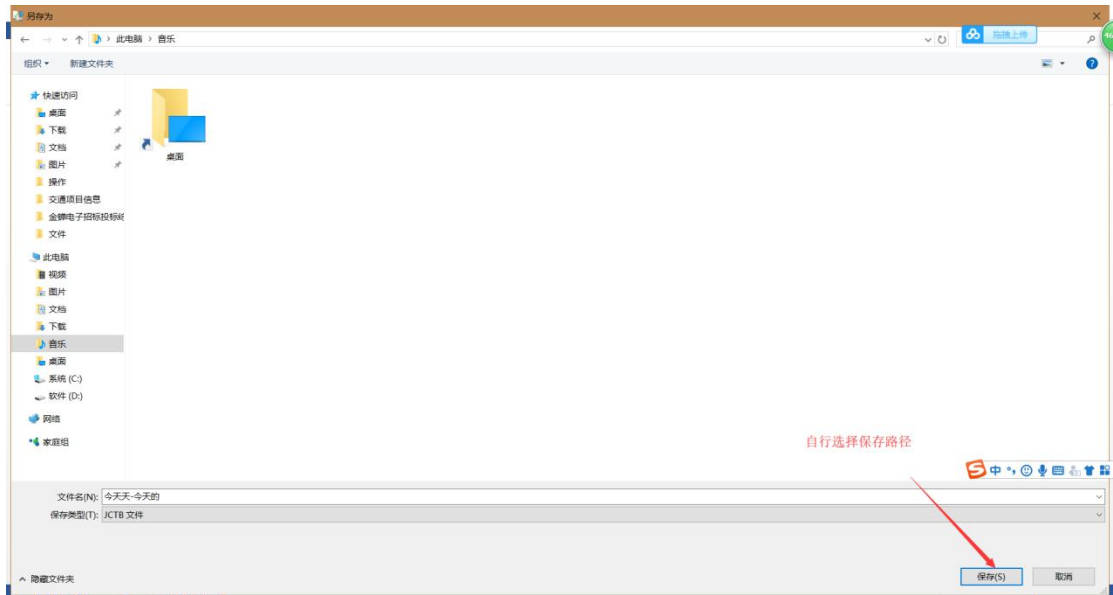 另存为
此电脑 › 音乐
拖拽上传
46
组织
新建文件夹
快速访问
桌面
下载
文档
图片
操作
交通项目信息
金蝉电子招标投标
文件
此电脑
视频
图片
文档
下载
音乐
桌面
系统 (C:)
软件 (D:)
网络
家庭组
桌面
自行选择保存路径
中
文件名(N): 今天天-今天的
保存类型(T): JCTB 文件
隐藏文件夹
保存(S)
取消